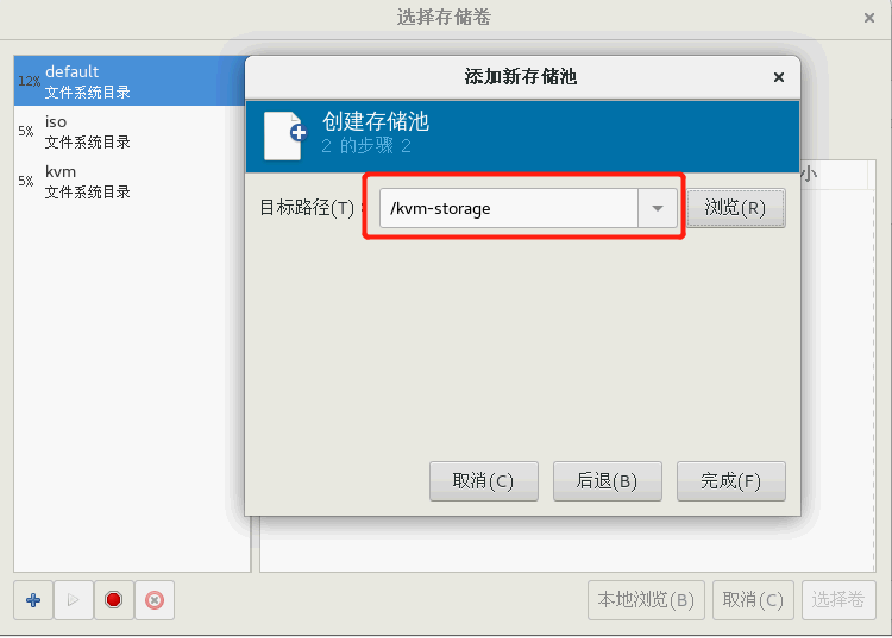 选择存储卷
12%
default
文件系统目录
5%
iso
文件系统目录
5%
kvm
文件系统目录
小
添加新存储池
创建存储池
2 的步骤 2
目标路径(T)：
/kvm-storage
浏览(R)
取消(C)
后退(B)
完成(F)
本地浏览(B)
取消(C)
选择卷